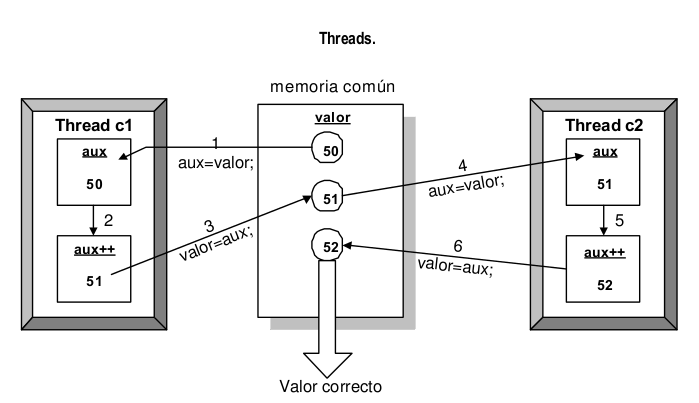 Threads.
memoria común
Thread c1
aux
50
2
aux++
51
1
aux=valor;
3
valor=aux;
valor
50
51
52
4
aux=valor;
6
valor=aux;
Thread c2
aux
51
5
aux++
52
Valor correcto